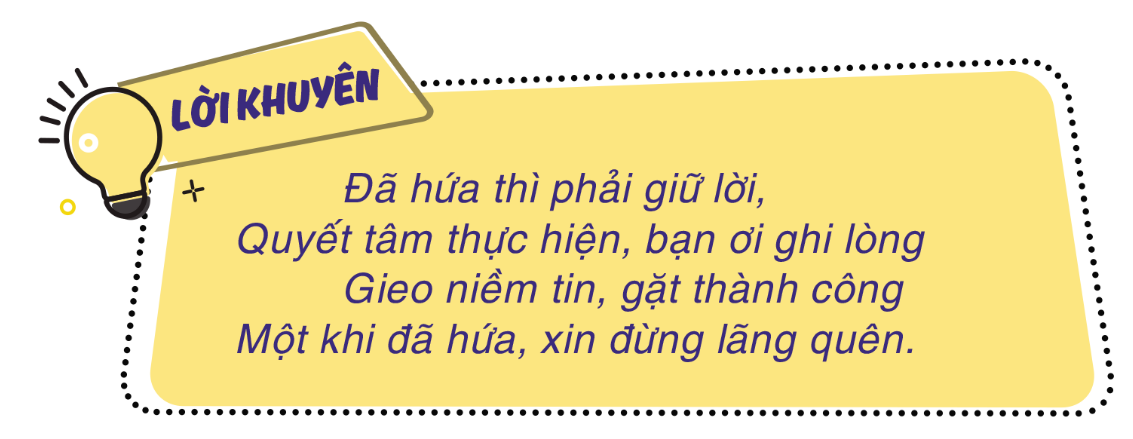 LỜI KHUYÊN
Đã hứa thì phải giữ lời,
Quyết tâm thực hiện, bạn ơi ghi lòng
Gieo niềm tin, gặt thành công
Một khi đã hứa, xin đừng lãng quên.